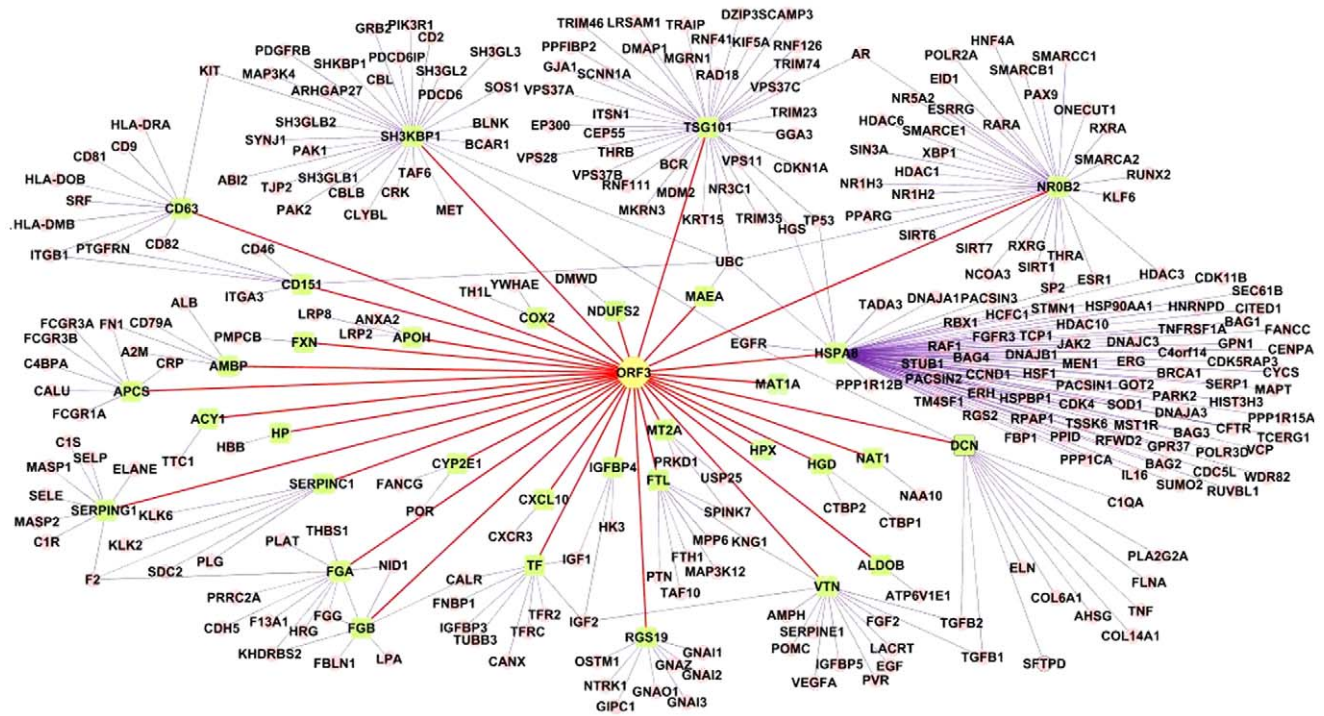 PIK3R1
GRB2
CD2
PDGFRB
SHKBP1
PDCD6IP
SH3GL3
KIT
MAP3K4
CBL
SH3GL2
ARHGAP27
PDCD6
SOS1
SH3GLB2
SH3KBP1
BLNK
SYNJ1
BCAR1
PAK1
ABI2
SH3GLB1
TAF6
TJP2
CBLB
CRK
PAK2
CLYBL
MET
TRIM46
LRSAM1
TRAIP
DZIP3
SCAMP3
PPFIBP2
DMAP1
RNF41
KIF5A
RNF126
GJA1
MGRN1
TRIM74
SCNN1A
RAD18
VPS37A
VPS37C
ITSN1
TRIM23
EP300
CEP55
TSG101
GGA3
VPS28
THRB
BCR
VPS11
CDKN1A
VPS37B
RNF111
MDM2
NR3C1
MKRN3
KRT15
TRIM35
TP53
HGS
UBC
AR
HNF4A
POLR2A
SMARCC1
EID1
SMARCB1
NR5A2
PAX9
ESRRG
ONECUT1
HDAC6
RARA
RXRA
SMARCE1
SIN3A
XBP1
SMARCA2
HDAC1
RUNX2
NR1H3
NR0B2
NR1H2
KLF6
PPARG
SIRT6
SIRT7
RXRG
THRA
NCOA3
SIRT1
SP2
ESR1
HDAC3
HLA-DRA
CD81
CD9
HLA-DOB
SRF
CD63
.HLA-DMB
ITGB1
PTGFRN
CD82
CD46
CD151
ITGA3
DMWD
YWHAE
TH1L
COX2
NDUFS2
MAEA
ALB
LRP8
ANXA2
LRP2
APOH
FCGR3A
FN1
CD79A
PMPCB
FXN
FCGR3B
A2M
CRP
AMBP
C4BPA
CALU
APCS
FCGR1A
ACY1
HP
HBB
TTC1
ORF3
EGFR
HSPA8
MAT1A
PPP1R12B
CDK11B
SEC61B
TADA3
DNAJA1
PACSIN3
STMN1
HSP90AA1
HNRNPD
CITED1
HCFC1
RBX1
HDAC10
TNFRSF1A
BAG1
FANCC
FGFR3
TCP1
RAF1
JAK2
DNAJC3
GPN1
CENPA
STUB1
BAG4
DNAJB1
MEN1
ERG
C4orf14
CDK5RAP3
CYCS
PACSIN2
CCND1
HSF1
BRCA1
PACSIN1
GOT2
SERP1
MAPT
TM4SF1
ERH
HSPBP1
CDK4
SOD1
PARK2
HIST3H3
RGS2
RPAP1
DNAJA3
PPP1R15A
TSSK6
MST1R
CFTR
FBP1
PPID
RFWD2
BAG3
TCERG1
GPR37
POLR3D
VCP
PPP1CA
BAG2
CDC5L
WDR82
IL16
SUMO2
RUVBL1
C1QA
C1S
SELP
MASP1
ELANE
SELE
SERPING1
MASP2
KLK6
C1R
KLK2
F2
SDC2
PLG
SERPINC1
FANCG
CYP2E1
POR
CXCL10
CXCR3
IGFBP4
MT2A
PRKD1
FTL
USP25
HK3
SPINK7
HPX
HGD
NAT1
CTBP2
NAA10
CTBP1
DCN
THBS1
PLAT
FGA
NID1
PRRC2A
CALR
CDH5
F13A1
FGG
HRG
FGB
KHDRBS2
FBLN1
LPA
TF
IGF1
FNBP1
IGFBP3
TFR2
TUBB3
TFRC
CANX
IGF2
MPP6
KNG1
FTH1
PTN
MAP3K12
TAF10
RGS19
OSTM1
GNAI1
GNAZ
GNAI2
NTRK1
GNAO1
GNAI3
GIPC1
VTN
ALDOB
ATP6V1E1
AMPH
FGF2
TGFB2
SERPINE1
POMC
LACRT
IGFBP5
EGF
VEGFA
PVR
TGFB1
ELN
PLA2G2A
COL6A1
FLNA
AHSG
TNF
COL14A1
SFTPD